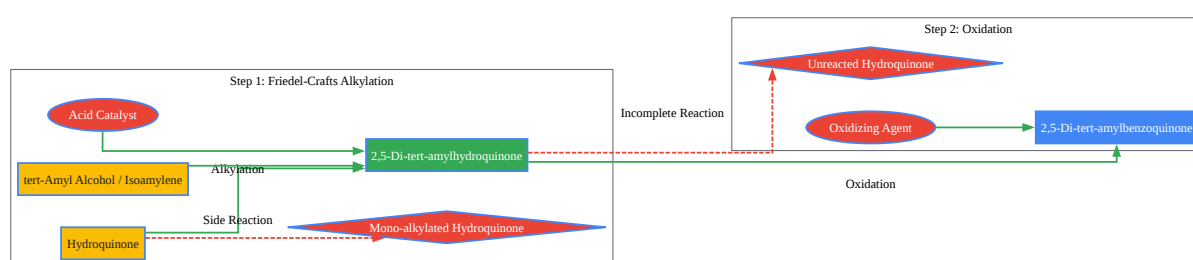 Step 2: Oxidation
Unreacted Hydroquinone
Step 1: Friedel-Crafts Alkylation
Acid Catalyst
Incomplete Reaction
Oxidizing Agent
2,5-Di-tert-amylbenzoquinone
2,5-Di-tert-amylhydroquinone
Alkylation
tert-Amyl Alcohol / Isoamylene
Oxidation
Side Reaction
Mono-alkylated Hydroquinone
Hydroquinone